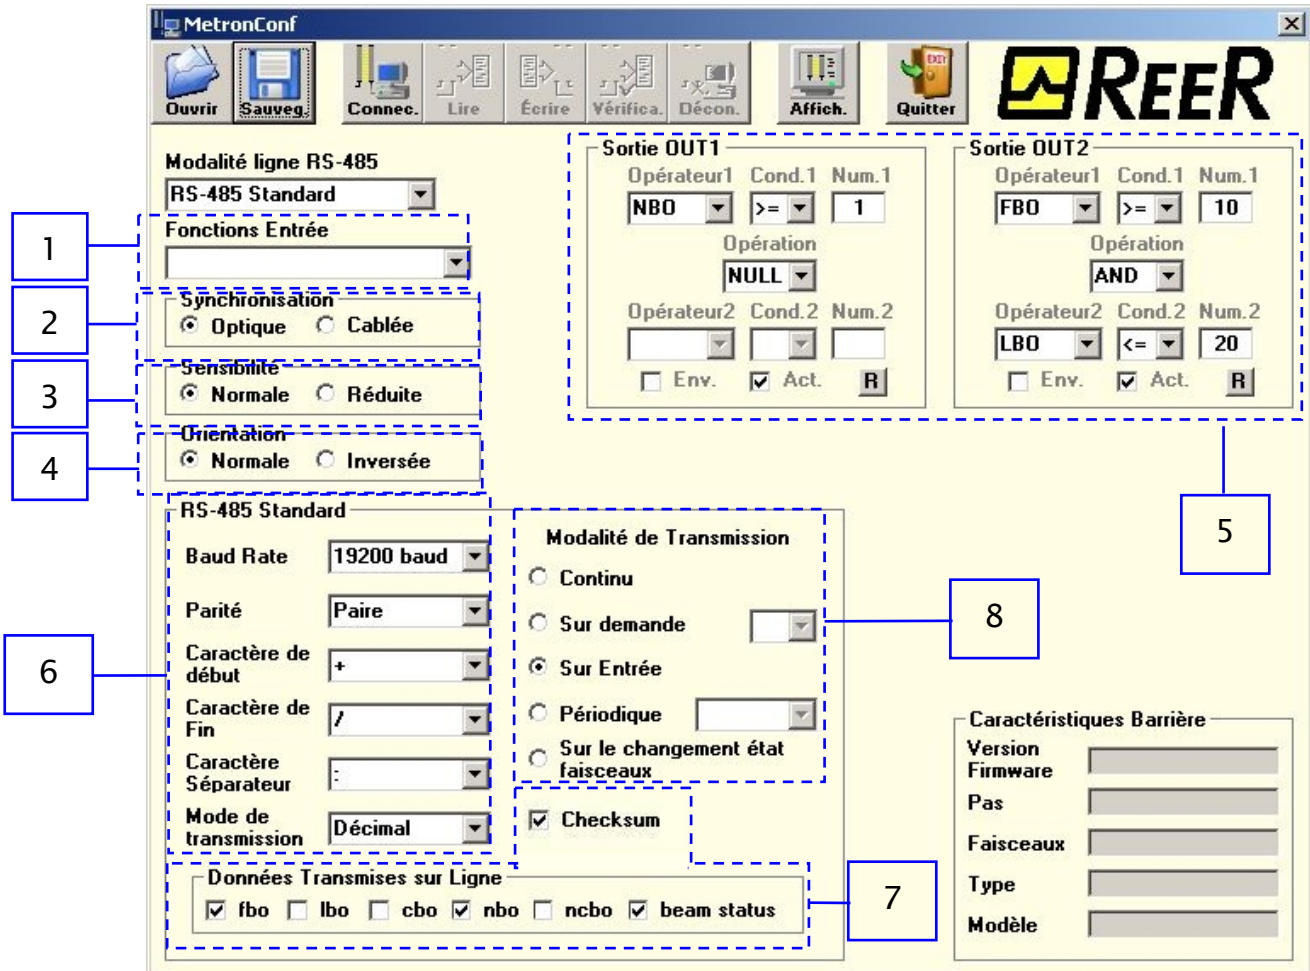 MetronConf
Ouvrir
Sauveg.
Connec.
Lire
Écrire
Vérifica.
Décon.
Affich.
EXIT
Quitter
REER
Modalité ligne RS-485
RS-485 Standard
1
Fonctions Entrée
2
Synchronisation
Optique Cablée
3
Sensibilité
Normale Réduite
4
Orientation
Normale Inversée
Sortie OUT1
Opérateur1 Cond.1 Num.1
NBO >= 1
Opération
NULL
Opérateur2 Cond.2 Num.2
Env. Act. R
Sortie OUT2
Opérateur1 Cond.1 Num.1
FBO >= 10
Opération
AND
Opérateur2 Cond.2 Num.2
LBO <= 20
Env. Act. R
5
6
RS-485 Standard
Baud Rate 19200 baud
Parité Paire
Caractère de
début +
Caractère de
Fin /
Caractère
Séparateur :
Mode de
transmission Décimal
Modalité de Transmission
Continu
Sur demande
Sur Entrée
Périodique
Sur le changement état
faisceaux
8
Checksum
Données Transmises sur Ligne
fbo lbo cbo nbo ncbo beam status
7
Caractéristiques Barrière
Version
Firmware
Pas
Faisceaux
Type
Modèle